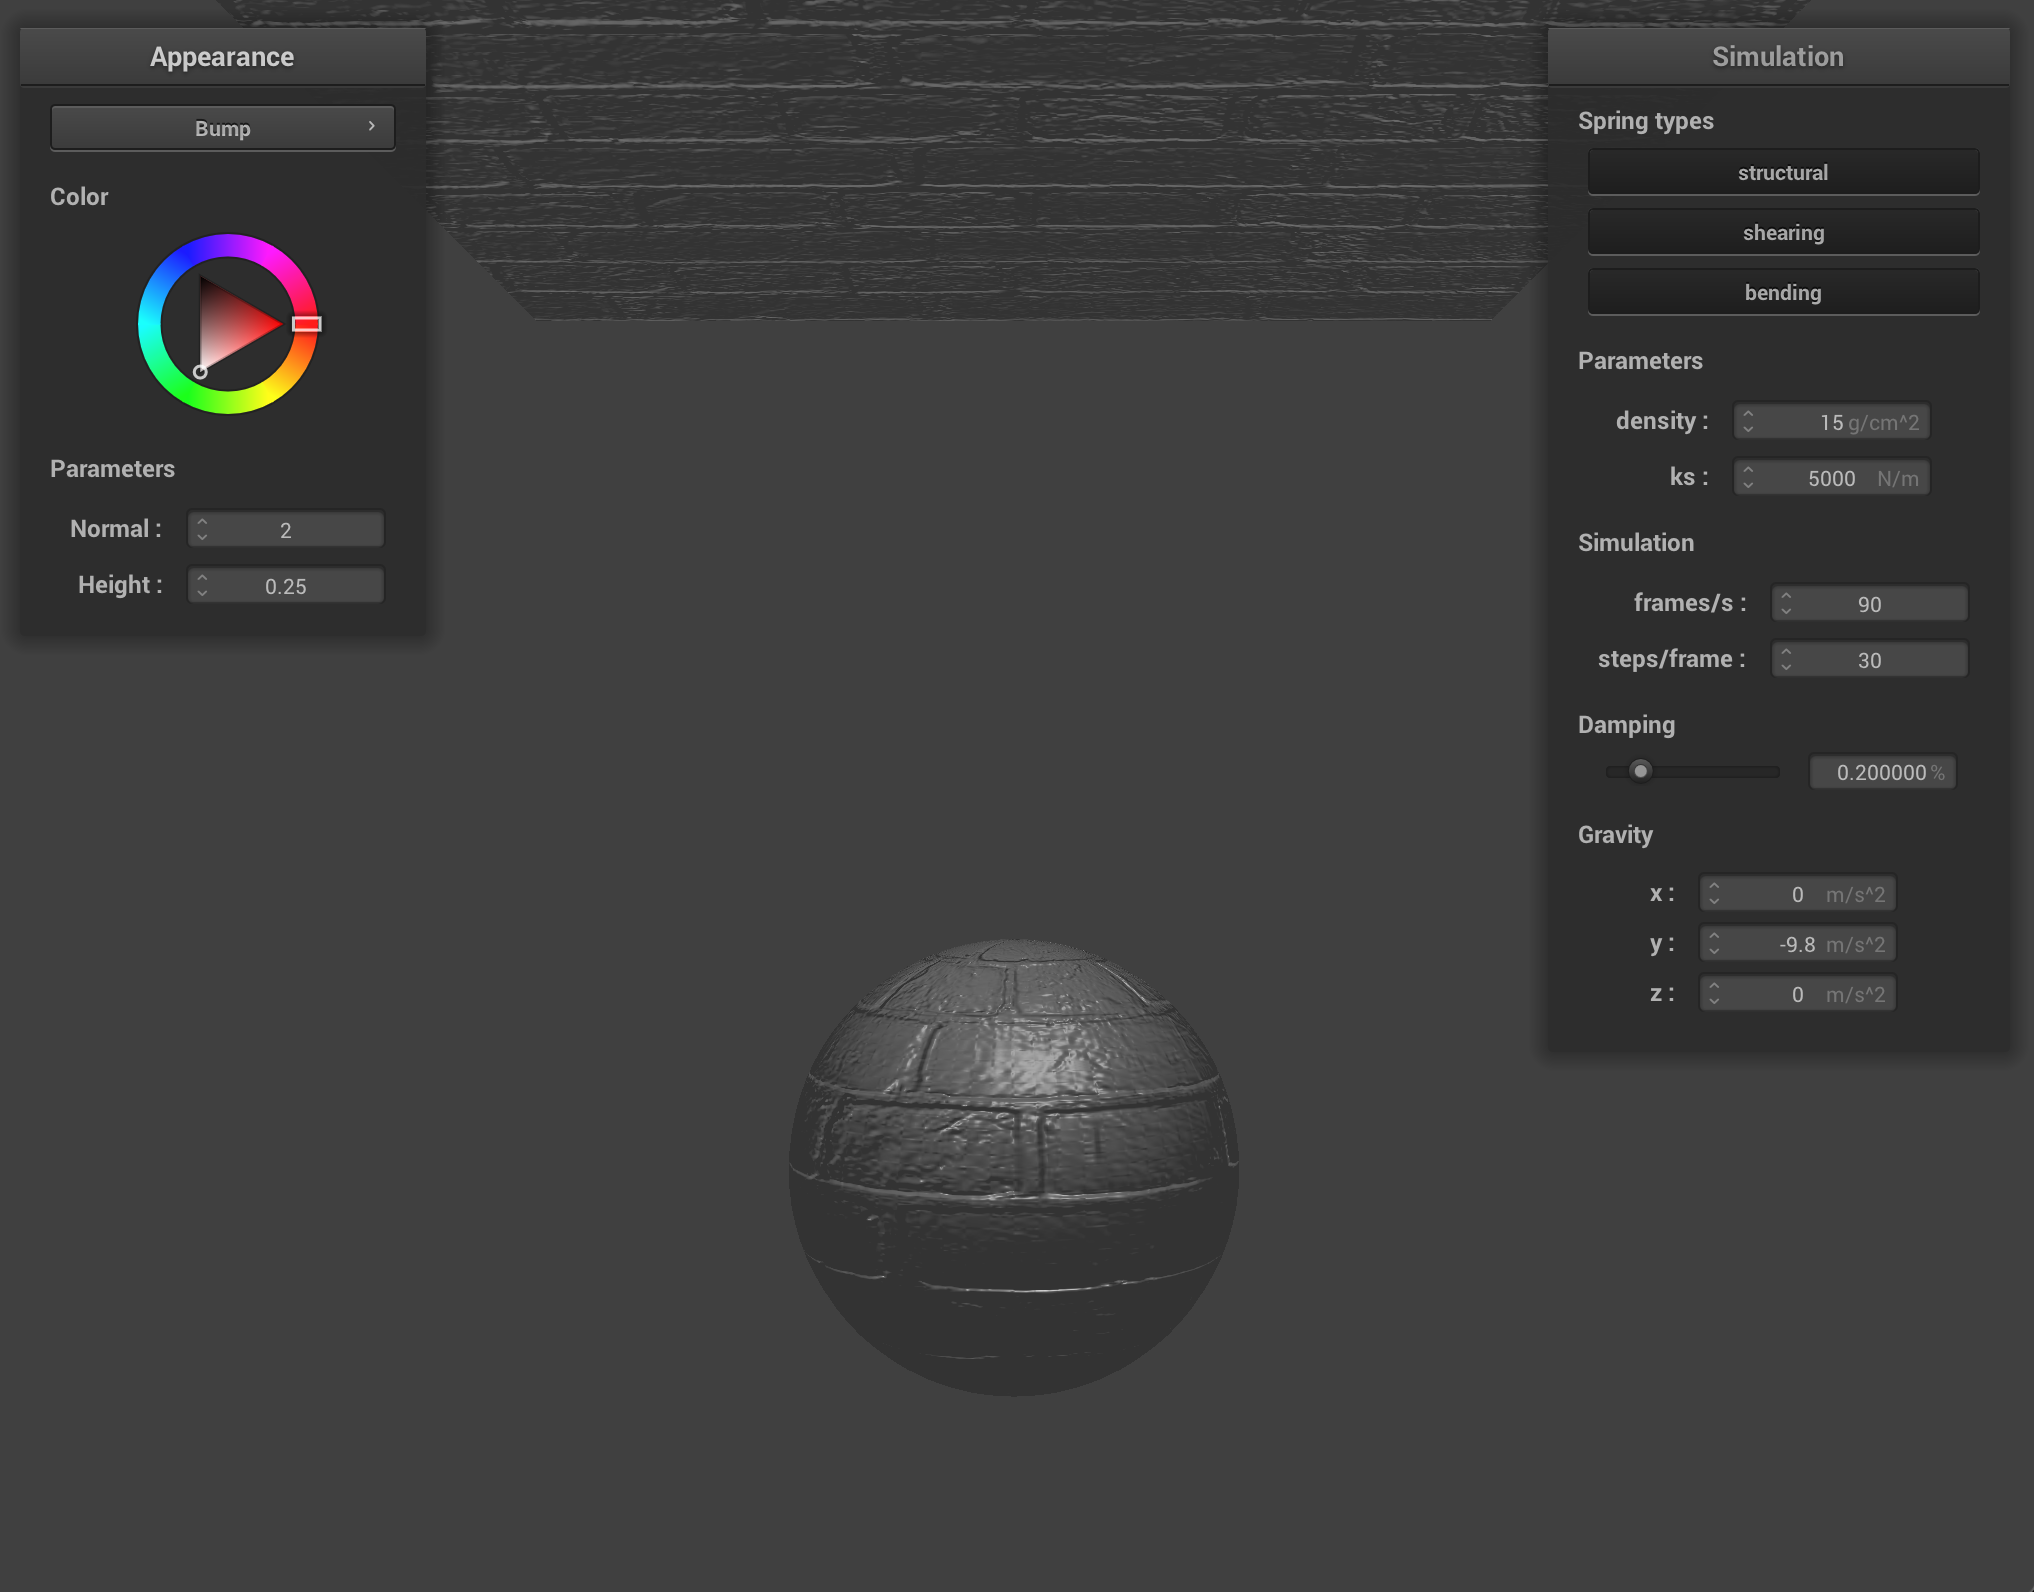 Appearance
Bump
Color
Parameters
Normal :
2
Height :
0.25
Simulation
Spring types
structural
shearing
bending
Parameters
density :
15 g/cm^2
ks :
5000 N/m
Simulation
frames/s :
90
steps/frame :
30
Damping
0.200000 %
Gravity
x :
0 m/s^2
y :
-9.8 m/s^2
z :
0 m/s^2